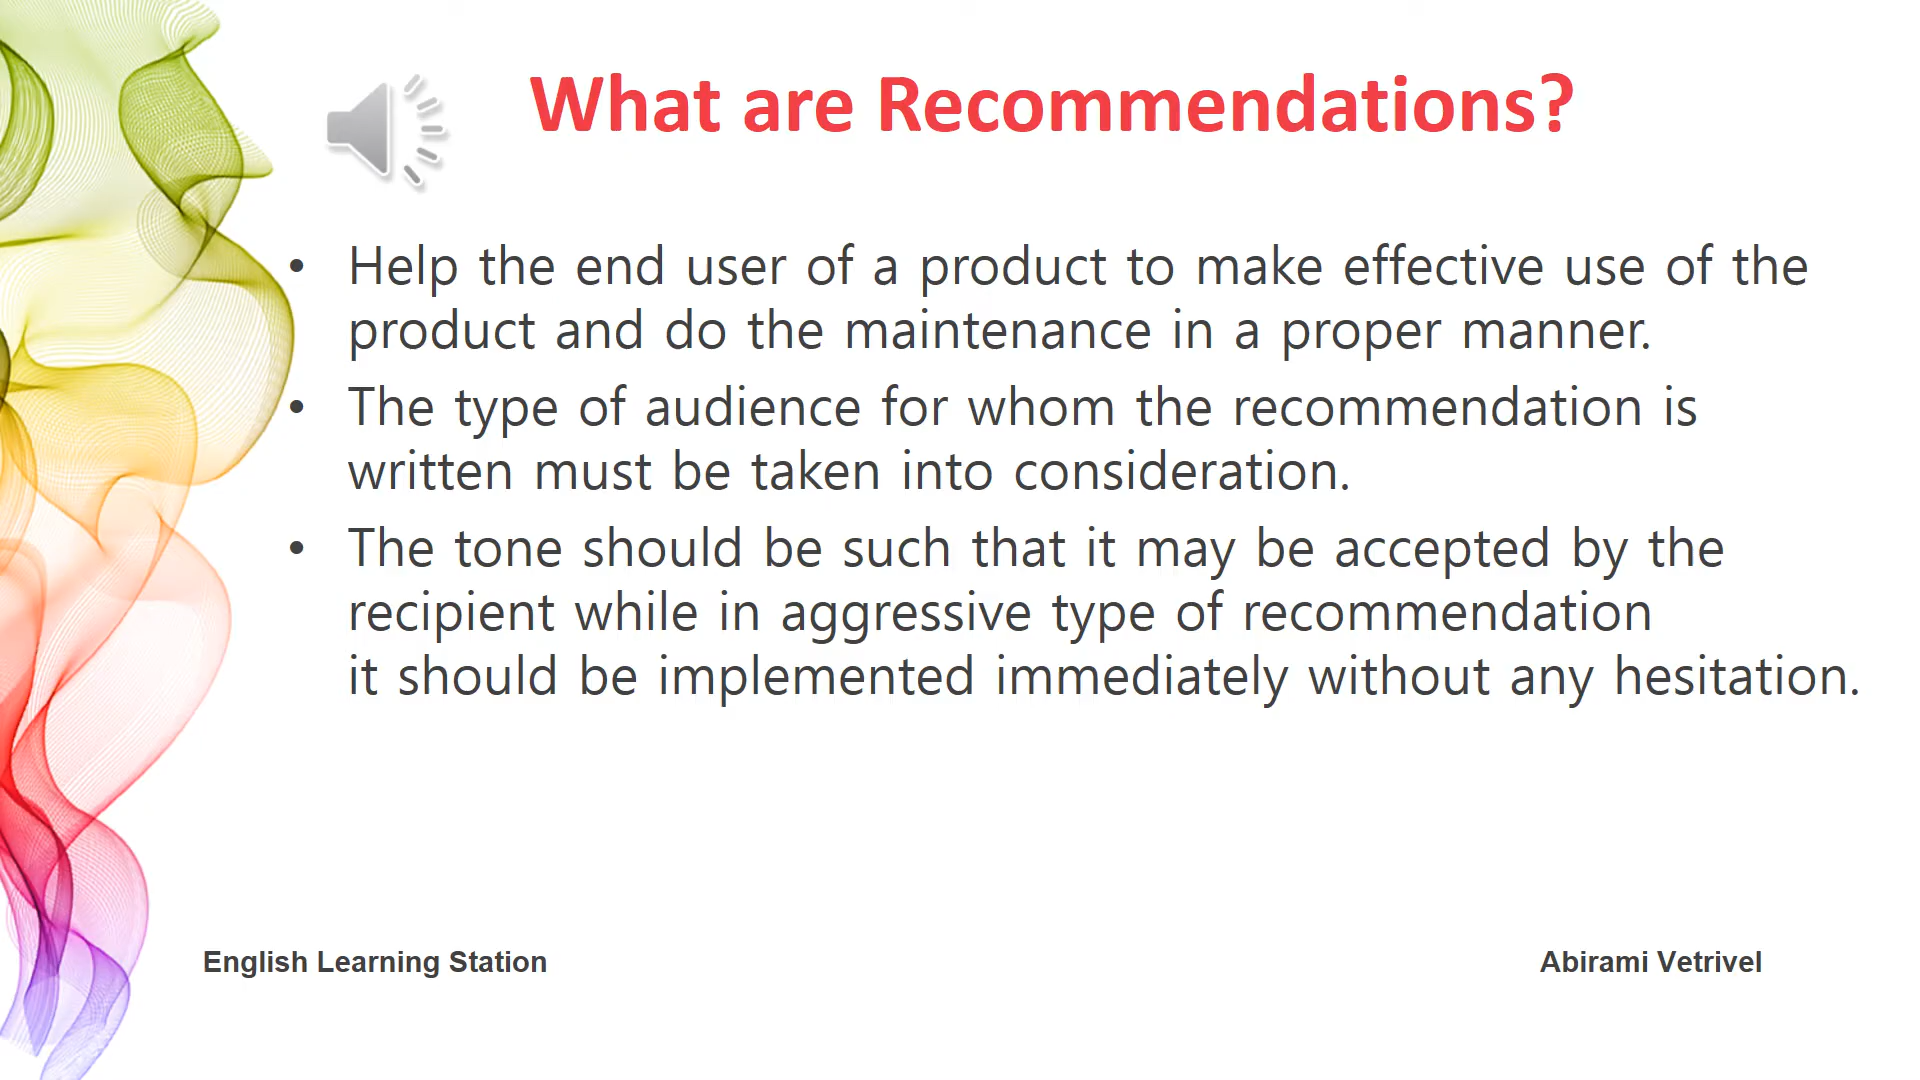 What are Recommendations?
• Help the end user of a product to make effective use of the
product and do the maintenance in a proper manner.
• The type of audience for whom the recommendation is
written must be taken into consideration.
• The tone should be such that it may be accepted by the
recipient while in aggressive type of recommendation
it should be implemented immediately without any hesitation.
English Learning Station
Abirami Vetrivel